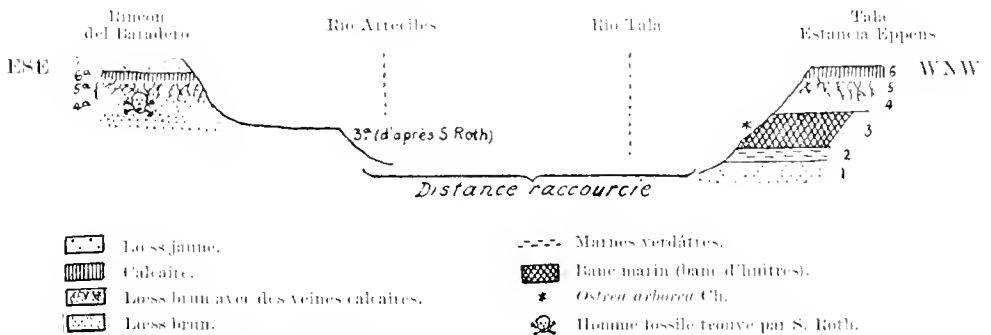 Rincon del Baradero
Rio Arrecifes
Rio Tala
Tala Estancia Eppens
ESE
WNW
6ª
5ª
4ª
3ª (d'après S Roth)
6
5
4
3
2
1
Distance raccourcie
Loess jaune.
Calcaire.
Loess brun avec des veines calcaires.
Loess brun.
Marnes verdâtres.
Banc marin (banc d'huîtres).
Ostrea arborea Ch.
Homme fossile trouvé par S. Roth.